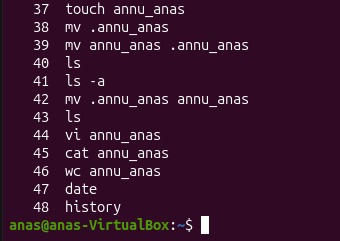 37 touch annu_anas
38 mv .annu_anas
39 mv annu_anas .annu_anas
40 ls
41 ls -a
42 mv .annu_anas annu_anas
43 ls
44 vi annu_anas
45 cat annu_anas
46 wc annu_anas
47 date
48 history
anas@anas-VirtualBox:~$